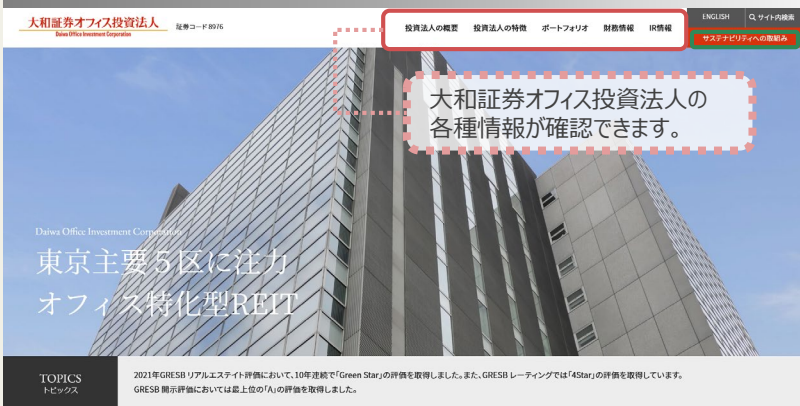 大和証券オフィス投資法人
Daiwa Office Investment Corporation
証券コード8976
投資法人の概要 投資法人の特徴 ポートフォリオ 財務情報 IR情報
ENGLISH サイト内検索
サステナビリティへの取組み
大和証券オフィス投資法人の
各種情報が確認できます。
Daiwa Office Investment Corporation
東京主要5区に注力
オフィス特化型REIT
TOPICS
トピックス
2021年GRESB リアルエステイト評価において、10年連続で「Green Star」の評価を取得しました。また、GRESB レーティングでは「4Star」の評価を取得しています。
GRESB 開示評価においては最上位の「A」の評価を取得しました。